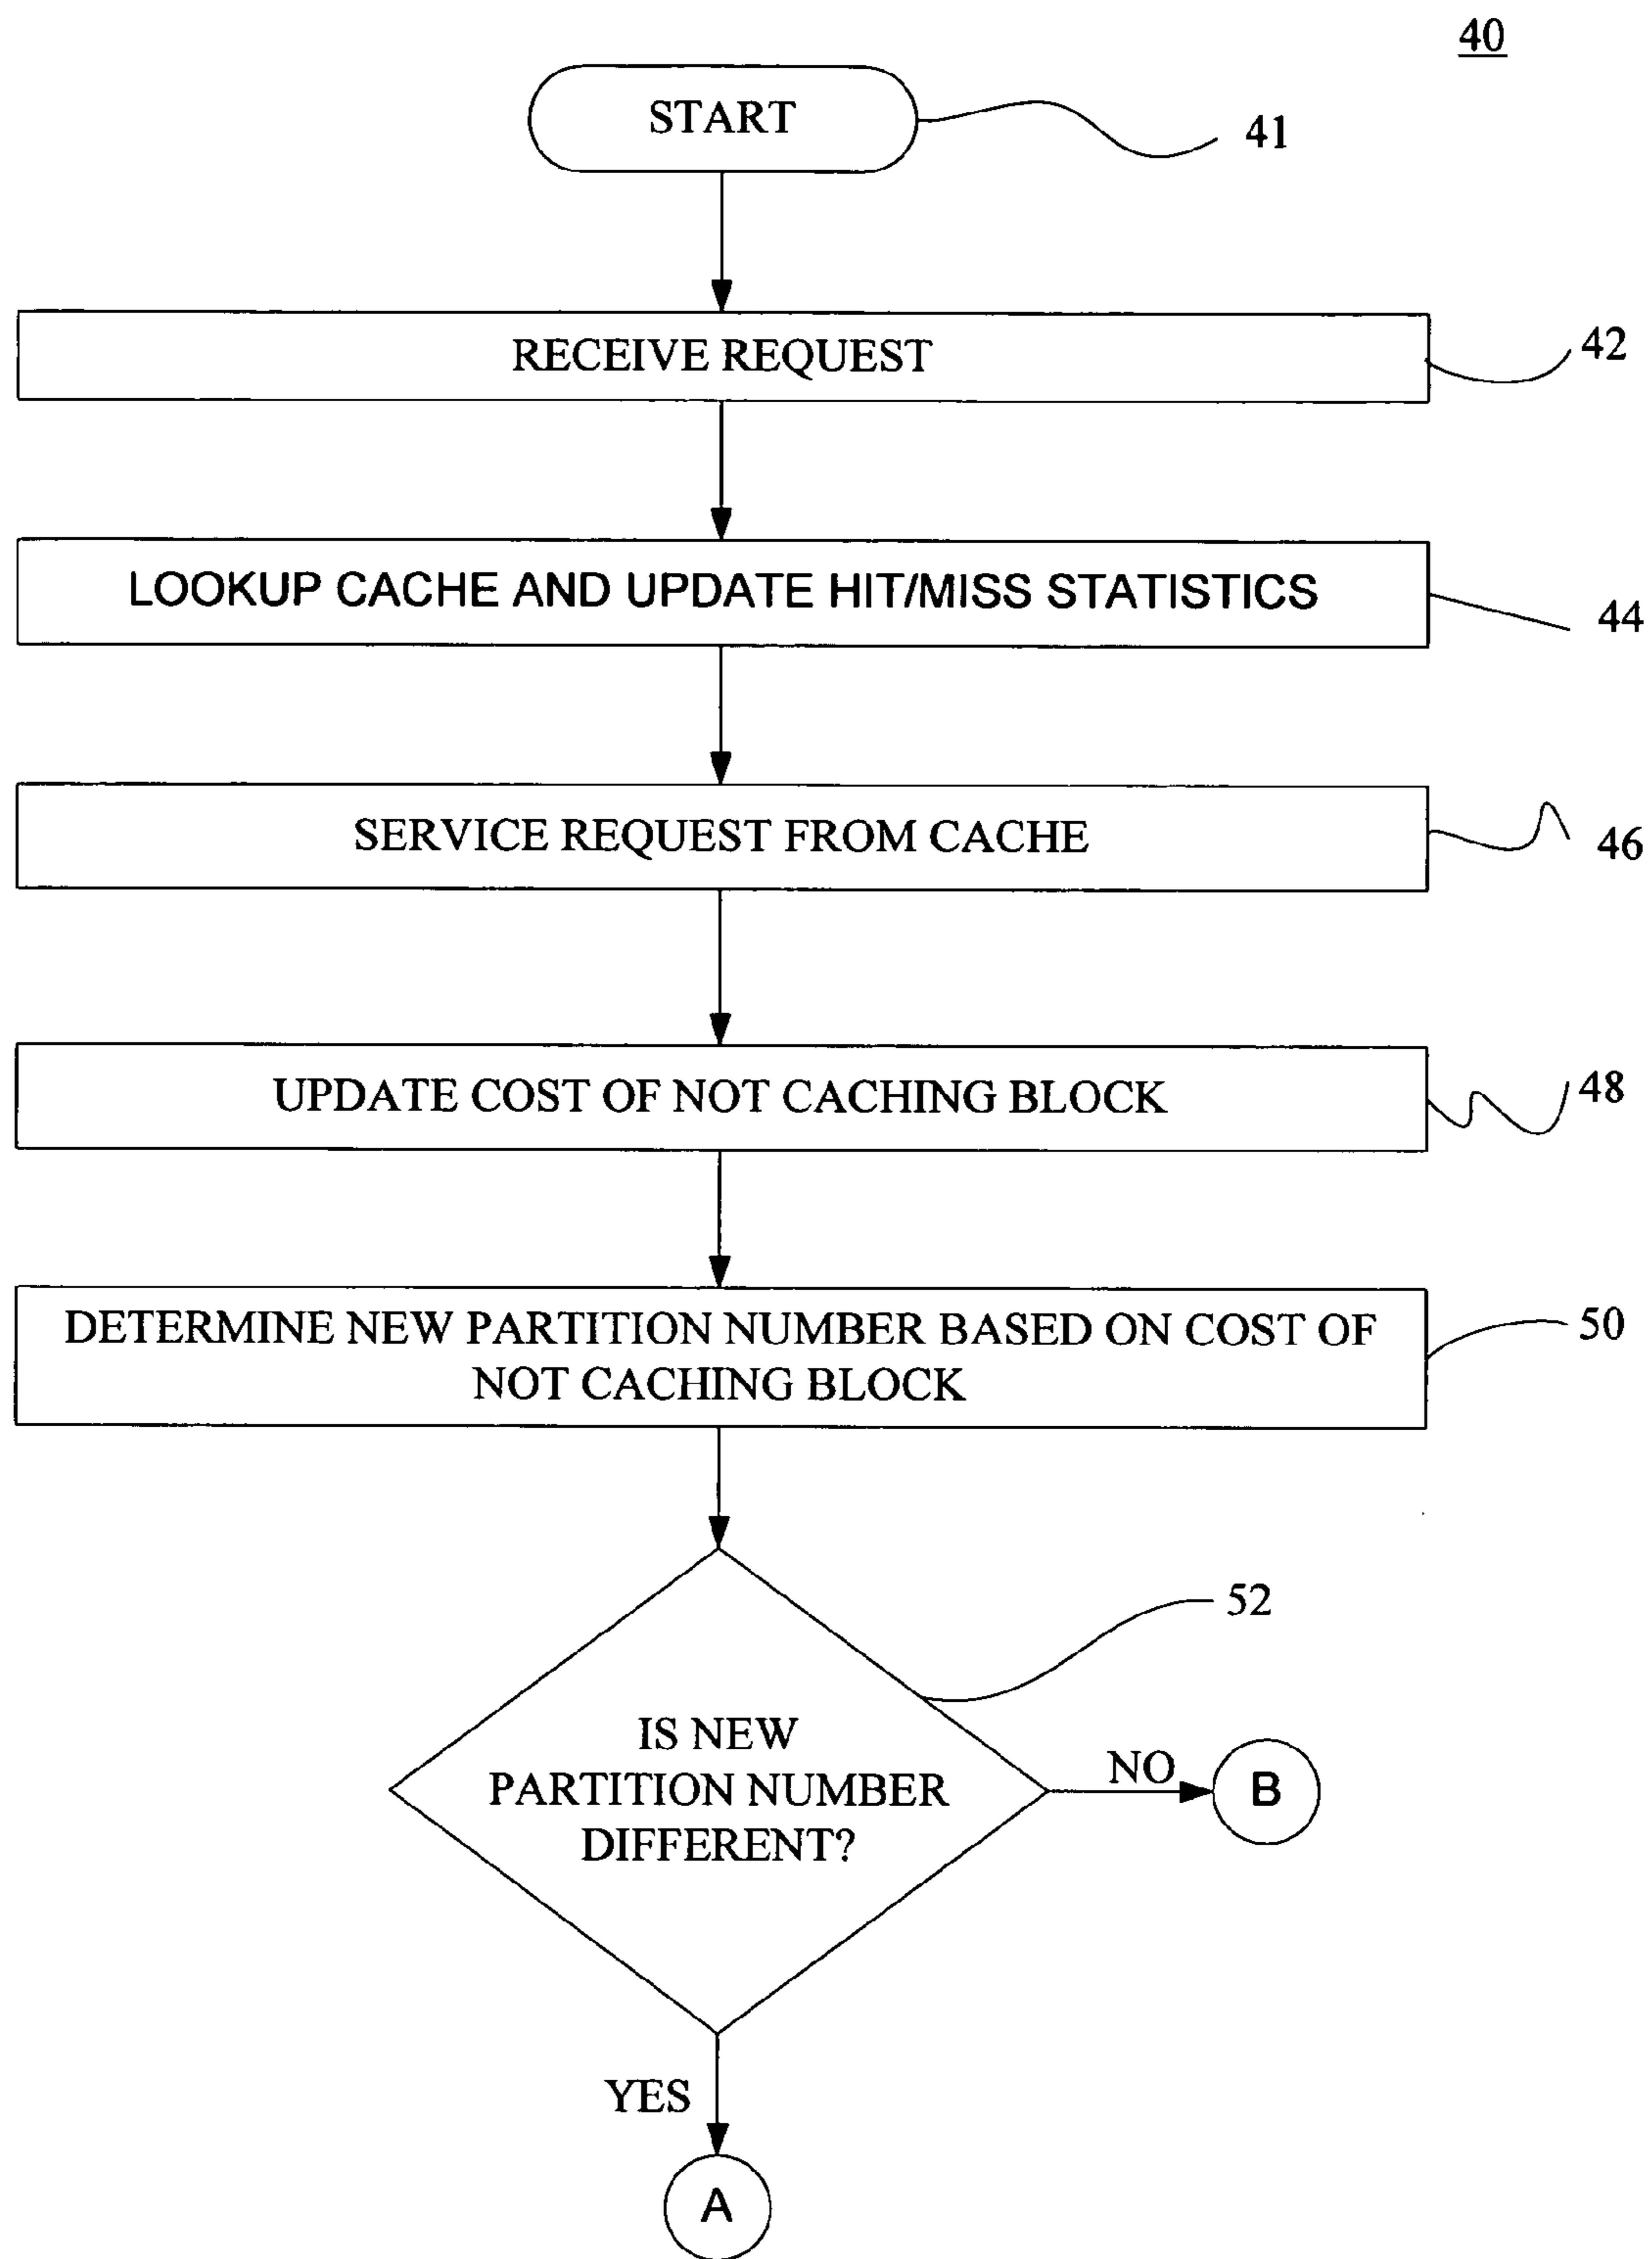 40
START
41
RECEIVE REQUEST
42
LOOKUP CACHE AND UPDATE HIT/MISS STATISTICS
44
SERVICE REQUEST FROM CACHE
46
UPDATE COST OF NOT CACHING BLOCK
48
DETERMINE NEW PARTITION NUMBER BASED ON COST OF
NOT CACHING BLOCK
50
52
IS NEW
PARTITION NUMBER
DIFFERENT?
NO
B
YES
A